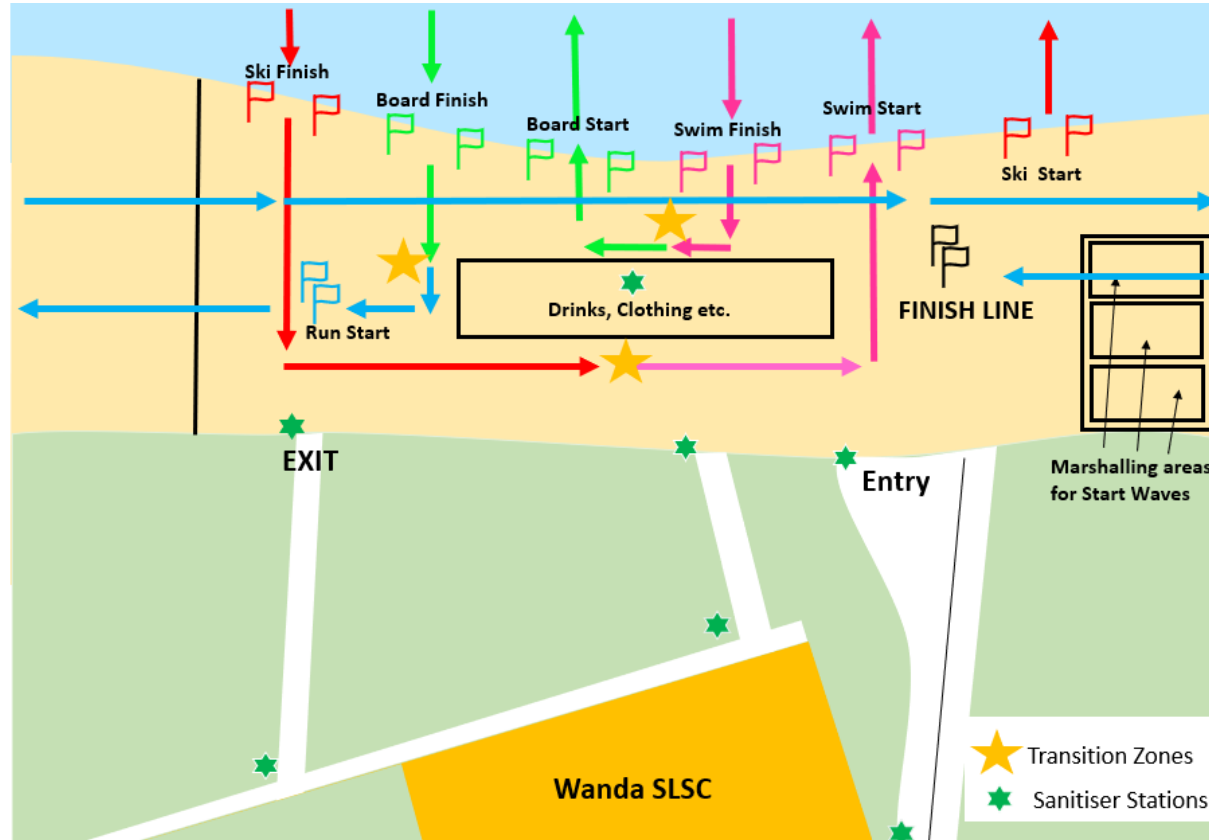 Ski Finish
Board Finish
Board Start
Swim Finish
Swim Start
Ski Start
Run Start
Drinks, Clothing etc.
FINISH LINE
EXIT
Entry
Marshalling areas
for Start Waves
Wanda SLSC
Transition Zones
Sanitiser Stations